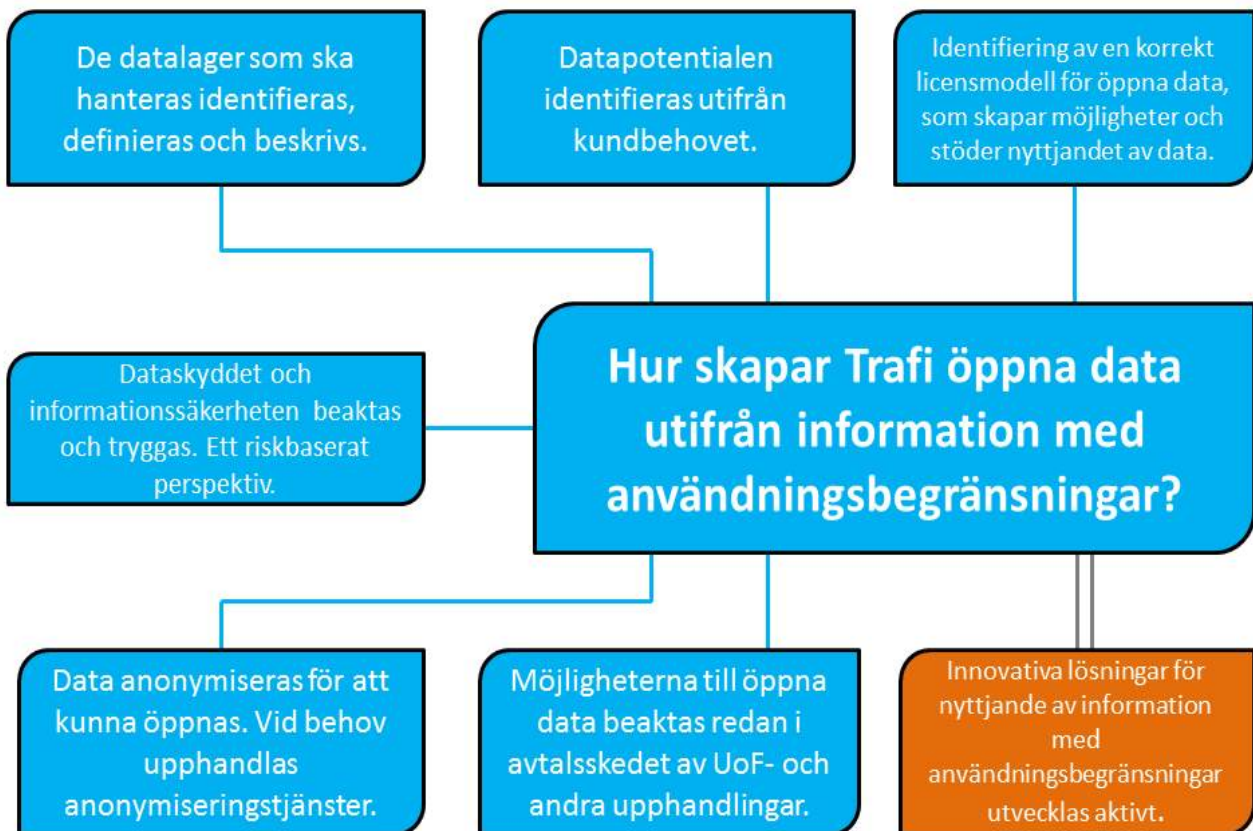 De datalager som ska
hanteras identifieras,
definieras och beskrivs.
Datapotentialen
identifieras utifrån
kundbehovet.
Identifiering av en korrekt
licensmodell för öppna data,
som skapar möjligheter och
stöder nyttjandet av data.
Dataskyddet och
informationssäkerheten beaktas
och tryggas. Ett riskbaserat
perspektiv.
Hur skapar Trafi öppna data
utifrån information med
användningsbegränsningar?
Data anonymiseras för att
kunna öppnas. Vid behov
upphandlas
anonymiseringstjänster.
Möjligheterna till öppna
data beaktas redan i
avtalsskedet av UoF- och
andra upphandlingar.
Innovativa lösningar för
nyttjande av information
med
användningsbegränsningar
utvecklas aktivt.